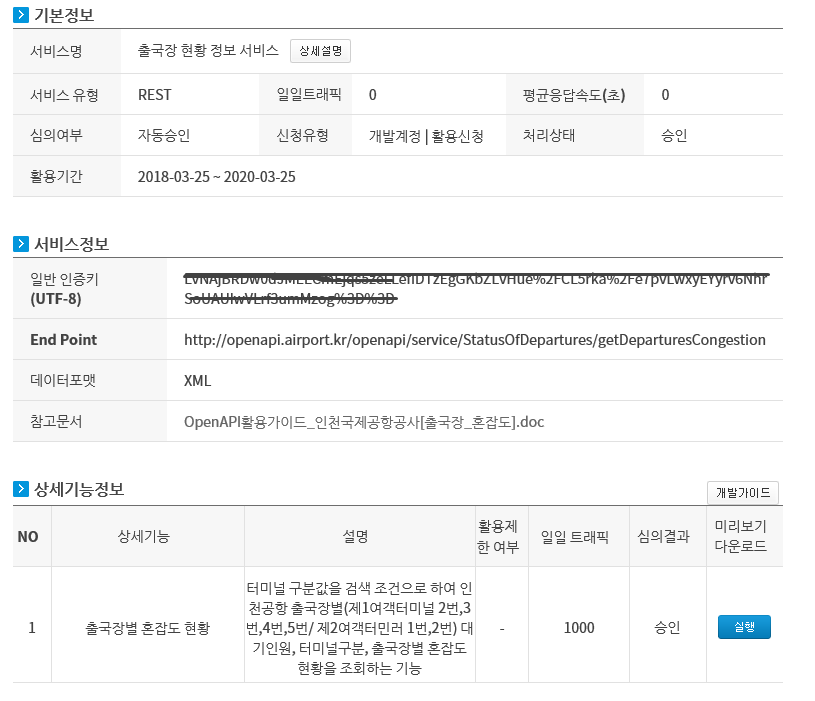 기본정보
서비스명 출국장 현황 정보 서비스 상세설명
서비스 유형 REST 일일트래픽 0 평균응답속도(초) 0
심의여부 자동승인 신청유형 개발계정 | 활용신청 처리상태 승인
활용기간 2018-03-25 ~ 2020-03-25
서비스정보
일반 인증키
(UTF-8)
End Point http://openapi.airport.kr/openapi/service/StatusOfDepartures/getDeparturesCongestion
데이터포맷 XML
참고문서 OpenAPI활용가이드_인천국제공항공사[출국장_혼잡도].doc
상세기능정보 개발가이드
NO 상세기능 설명 활용제 일일 트래픽 심의결과 미리보기
한 여부 다운로드
터미널 구분값을 검색 조건으로 하여 인
천공항 출국장별(제1여객터미널 2번,3
1 출국장별 혼잡도 현황 번,4번,5번/ 제2여객터민러 1번,2번) 대 - 1000 승인 실행
기인원, 터미널구분, 출국장별 혼잡도
현황을 조회하는 기능